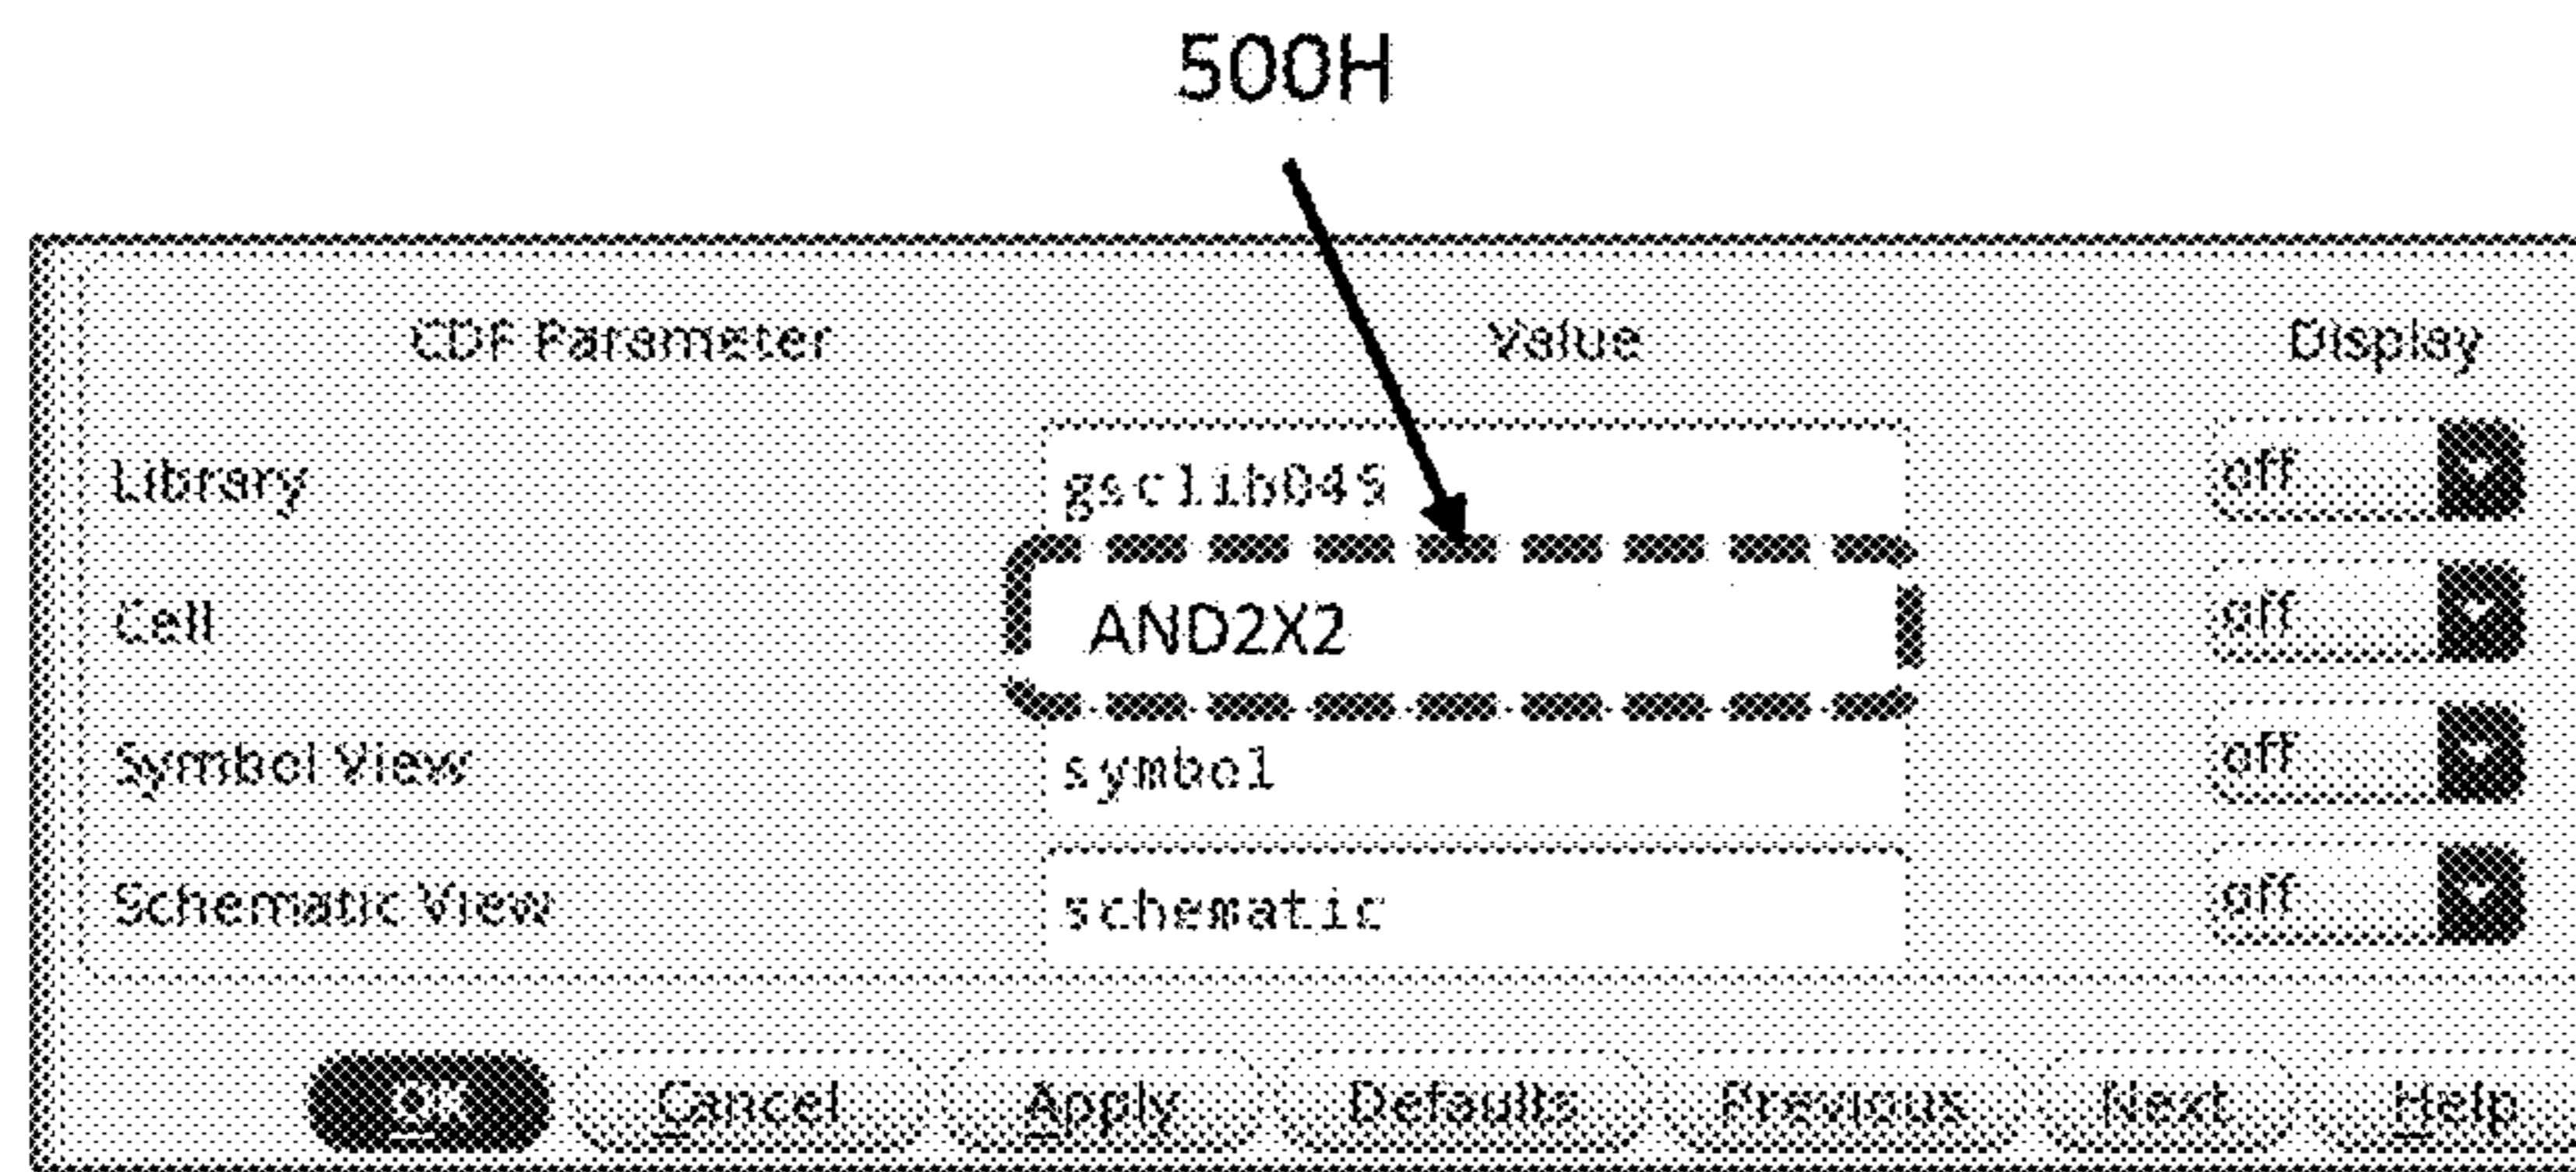 500H
CDF Parameter Value Display
Library gsclib045 off
Cell AND2X2 off
Symbol View symbol off
Schematic View schematic off
OK Cancel Apply Defaults Previous Next Help